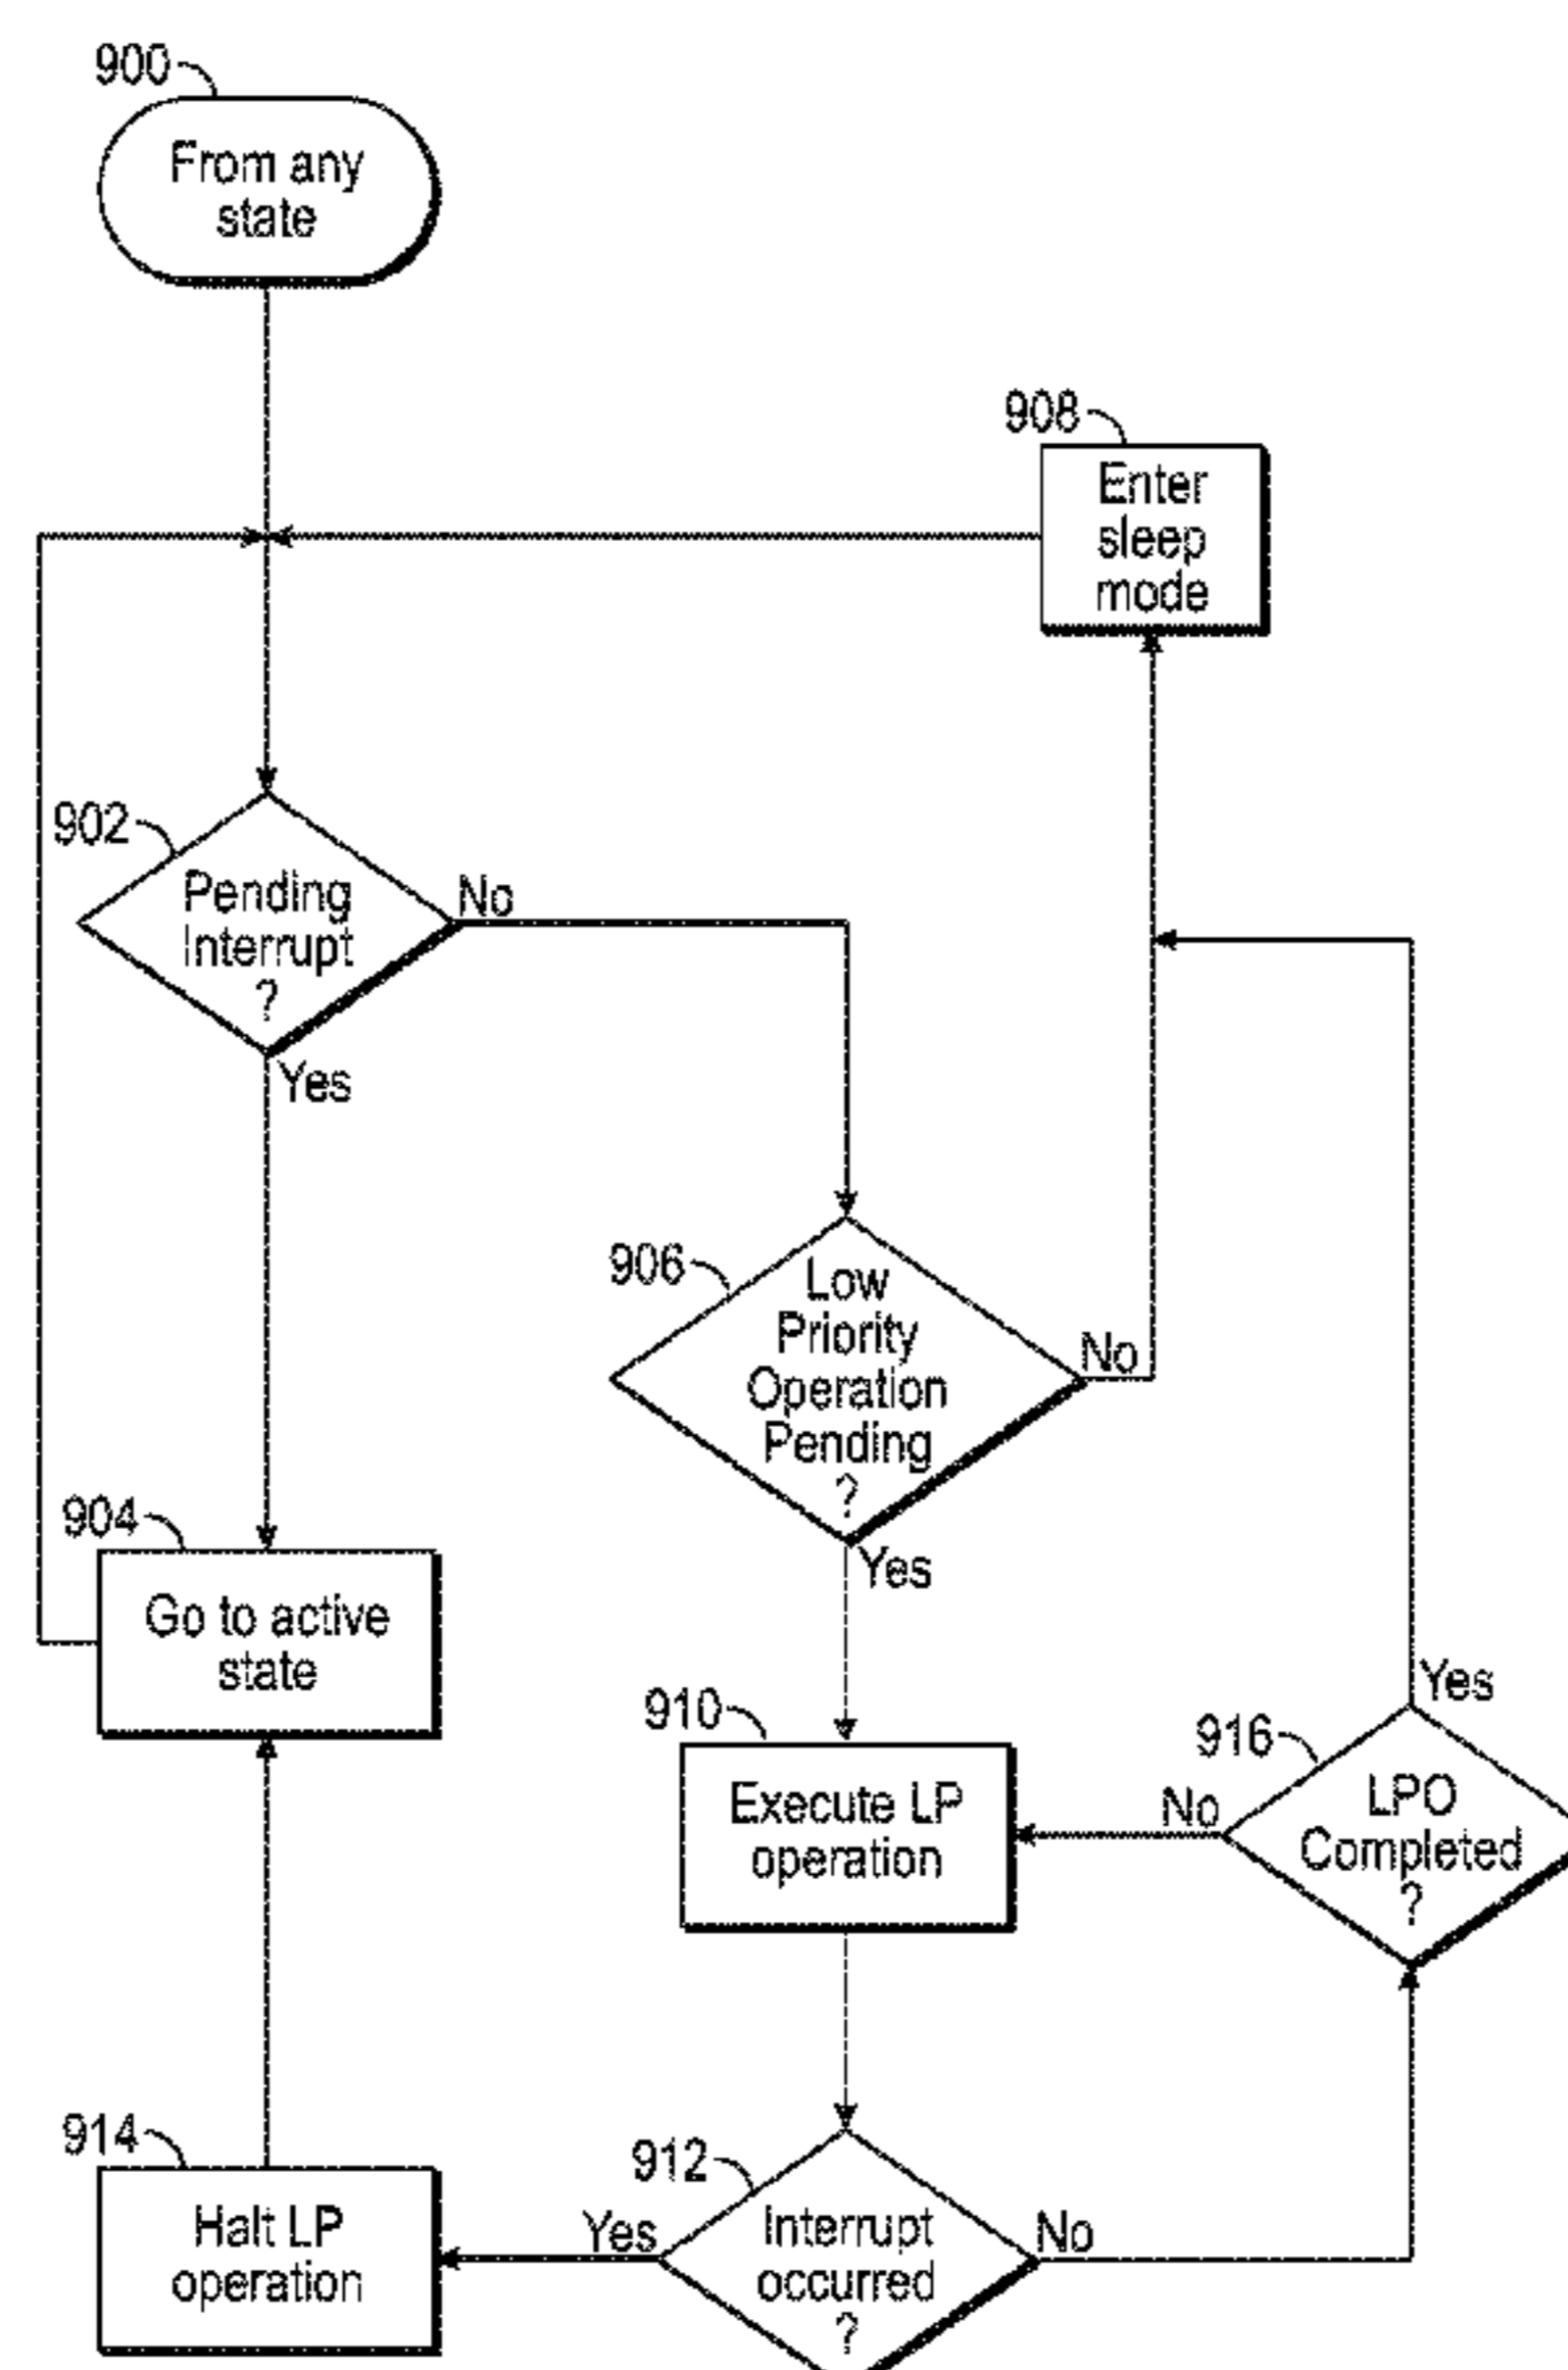 900
From any
state
908
Enter
sleep
mode
902
Pending
Interrupt
?
No
Yes
906
Low
Priority
Operation
Pending
?
No
Yes
904
Go to active
state
910
Execute LP
operation
916
LPO
Completed
?
Yes
No
914
Halt LP
operation
912
Interrupt
occurred
?
Yes
No